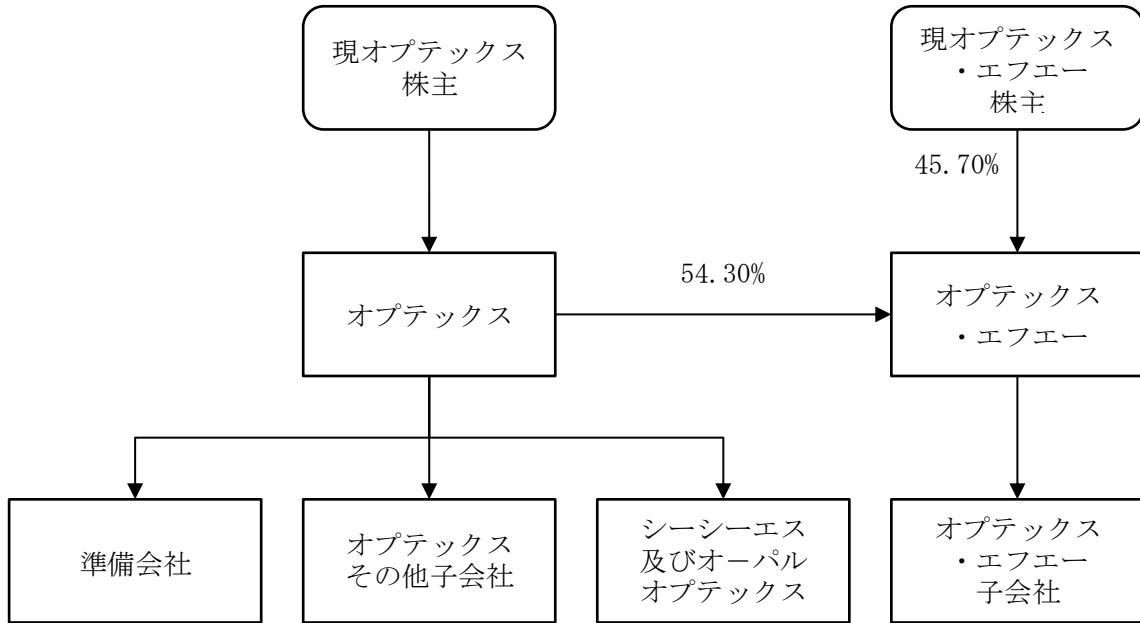 現オプテックス
株主
現オプテックス
・エフエー
株主
45.70%
オプテックス
54.30%
オプテックス
・エフエー
準備会社
オプテックス
その他子会社
シーシーエス
及びオーパル
オプテックス
オプテックス
・エフエー
子会社